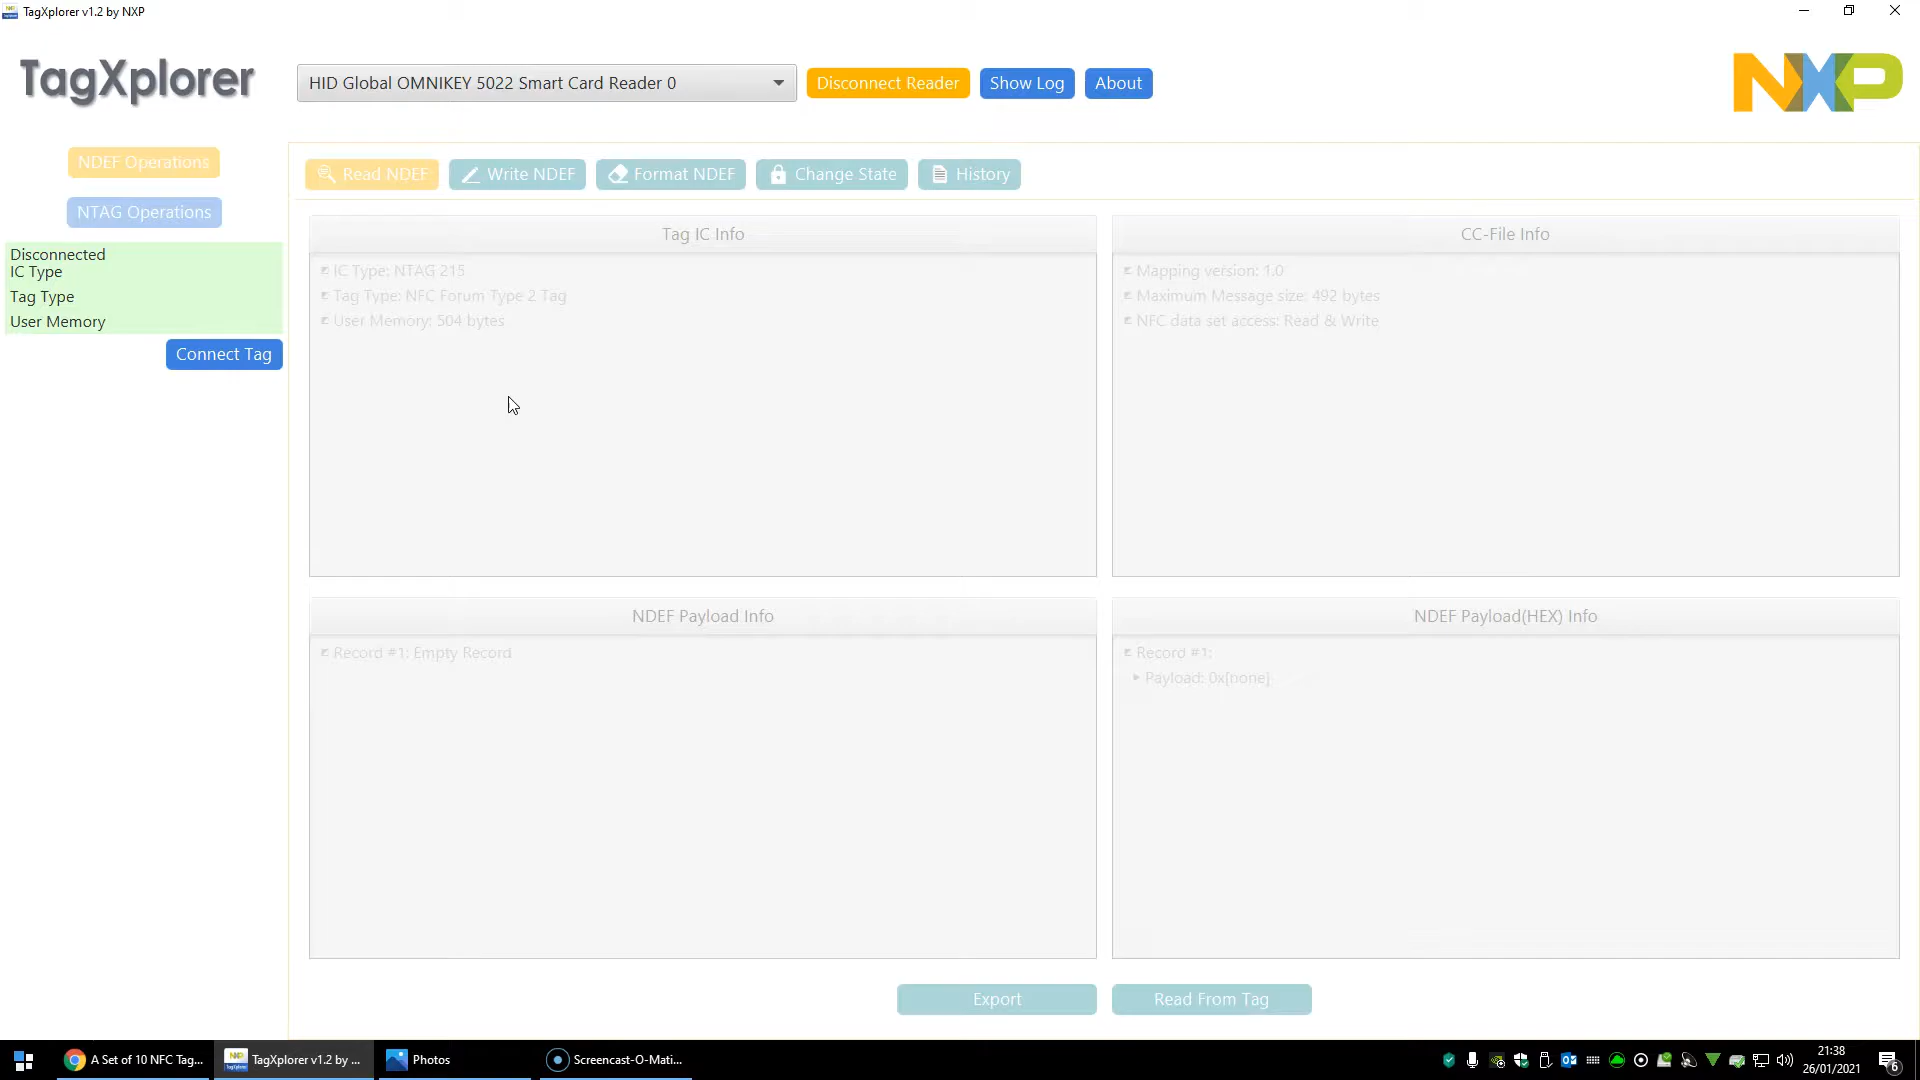 TagXplorer v1.2 by NXP
TagXplorer
HID Global OMNIKEY 5022 Smart Card Reader 0
Disconnect Reader
Show Log
About
NXP
NDEF Operations
NTAG Operations
Disconnected
IC Type
Tag Type
User Memory
Connect Tag
Read NDEF
Write NDEF
Format NDEF
Change State
History
Tag IC Info
IC Type: NTAG 215
Tag Type: NFC Forum Type 2 Tag
User Memory: 504 bytes
CC-File Info
Mapping version: 1.0
Maximum Message size: 492 bytes
NFC data set access: Read & Write
NDEF Payload Info
Record #1: Empty Record
NDEF Payload(HEX) Info
Record #1:
Payload: 0x[none]
Export
Read From Tag
A Set of 10 NFC Tag...
TagXplorer v1.2 by ...
Photos
Screencast-O-Mati...
21:38
26/01/2021
6